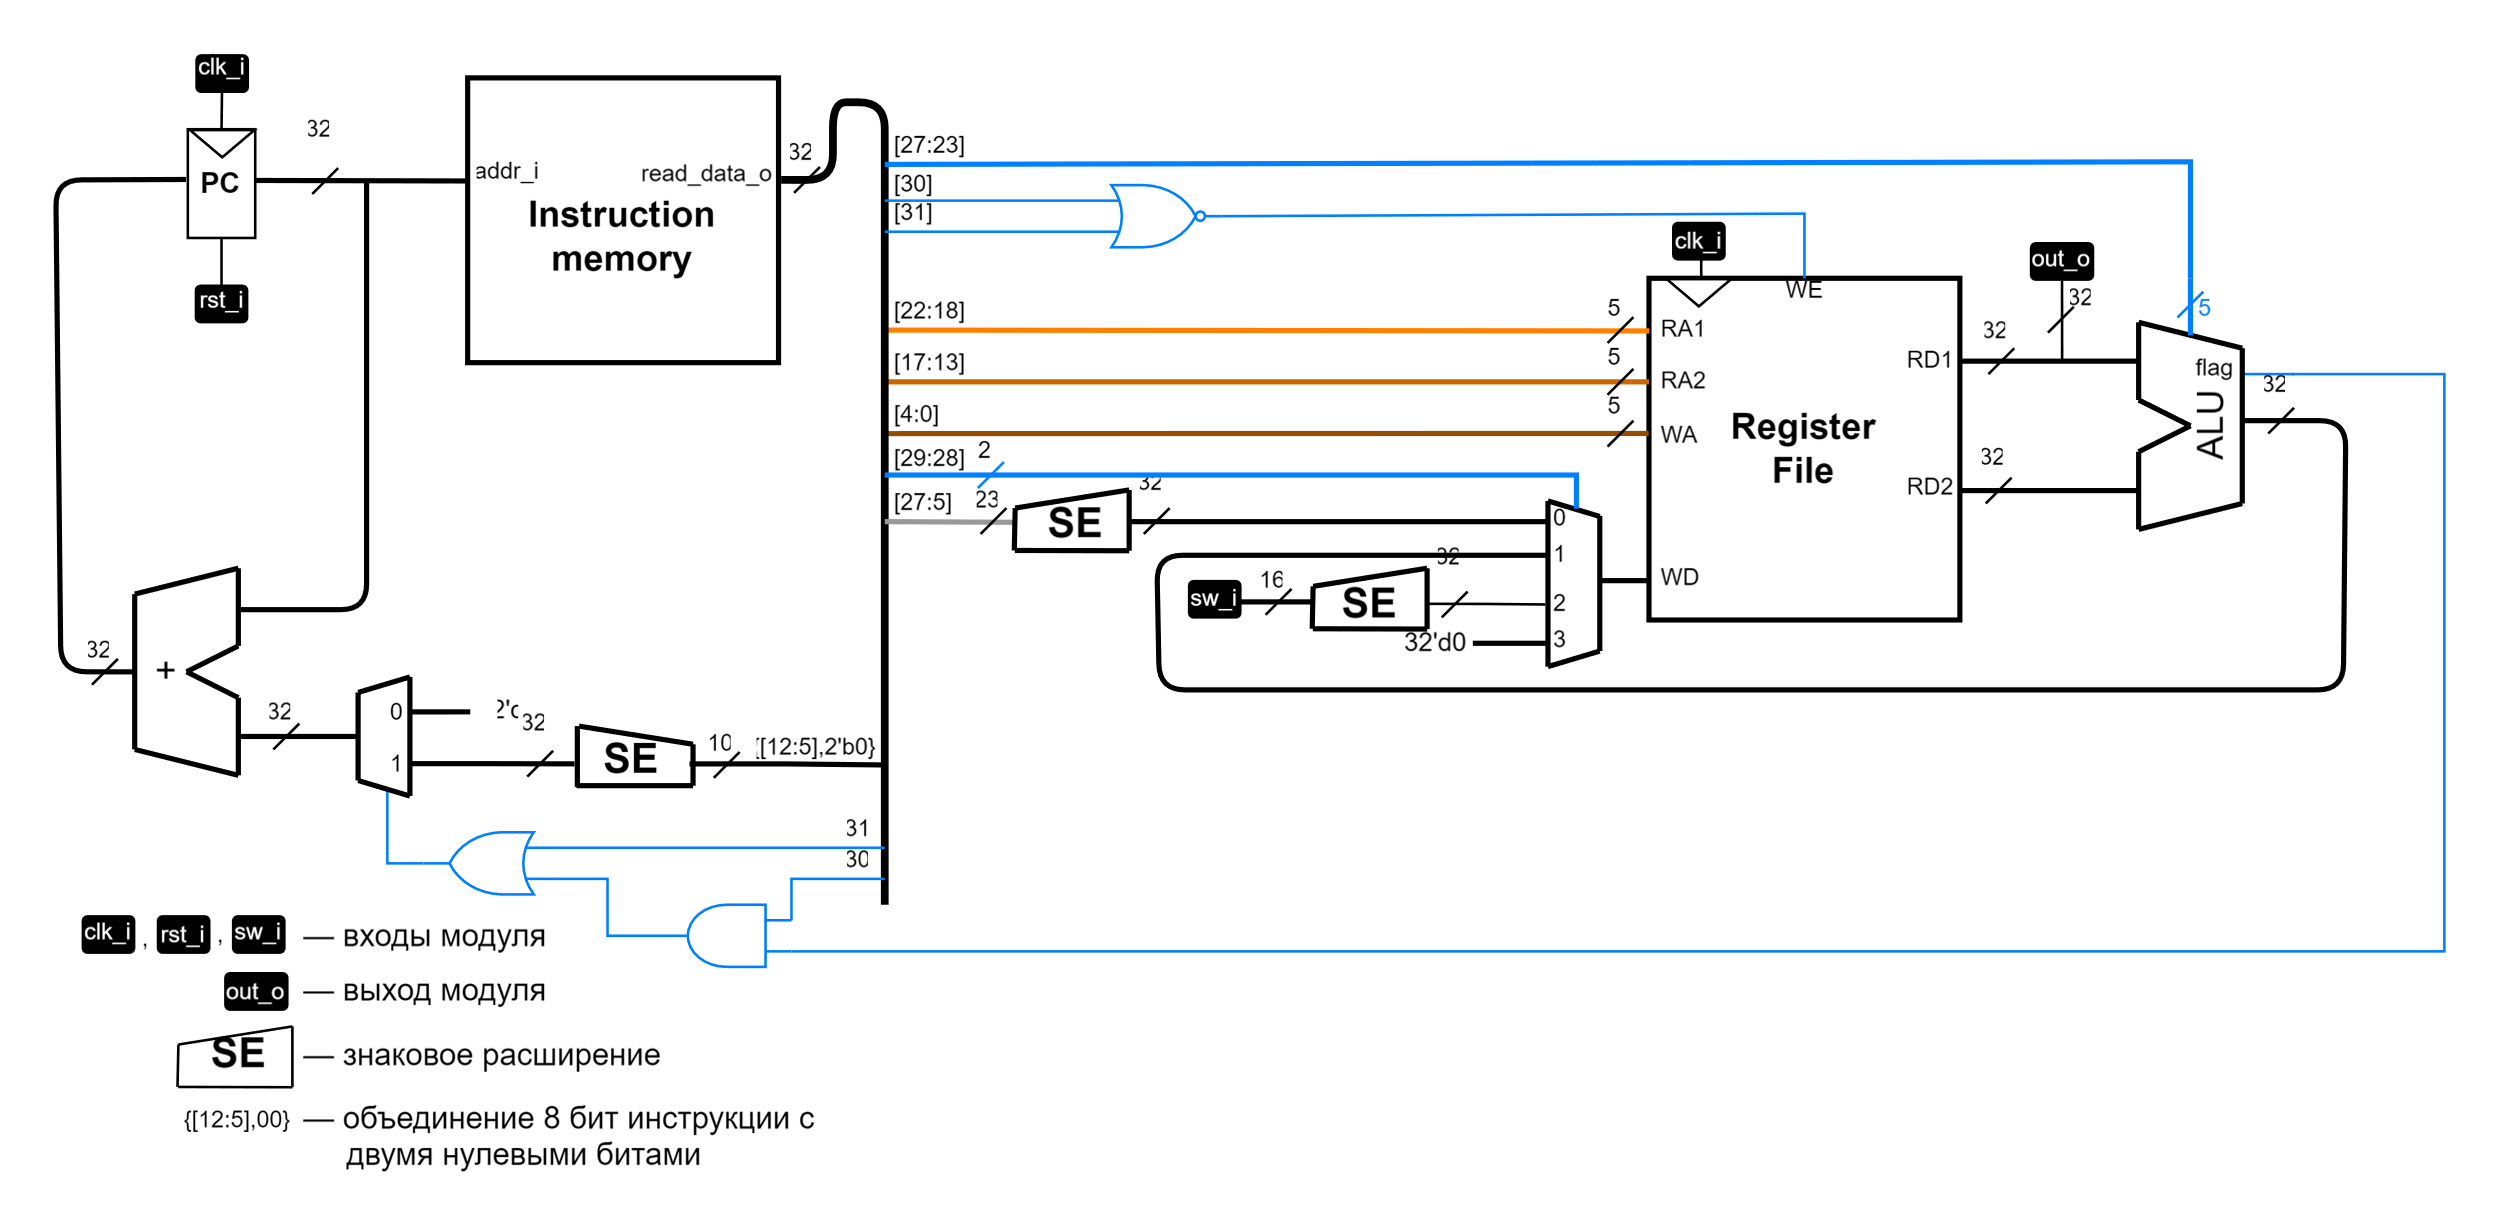 clk_i
PC
rst_i
32
addr_i
read_data_o
Instruction
memory
32
[27:23]
[30]
[31]
[22:18]
[17:13]
[4:0]
[29:28]
2
[27:5]
23
SE
32
5
5
5
clk_i
WE
RA1
RA2
WA
WD
RD1
RD2
Register
File
out_o
32
32
32
5
flag
ALU
32
0
1
2
3
sw_i
16
SE
32
32'd0
32
+
32
0
1
32
SE
10
{[12:5],2'b0}
31
30
clk_i , rst_i , sw_i — входы модуля
out_o — выход модуля
SE — знаковое расширение
{[12:5],00} — объединение 8 бит инструкции с
двумя нулевыми битами